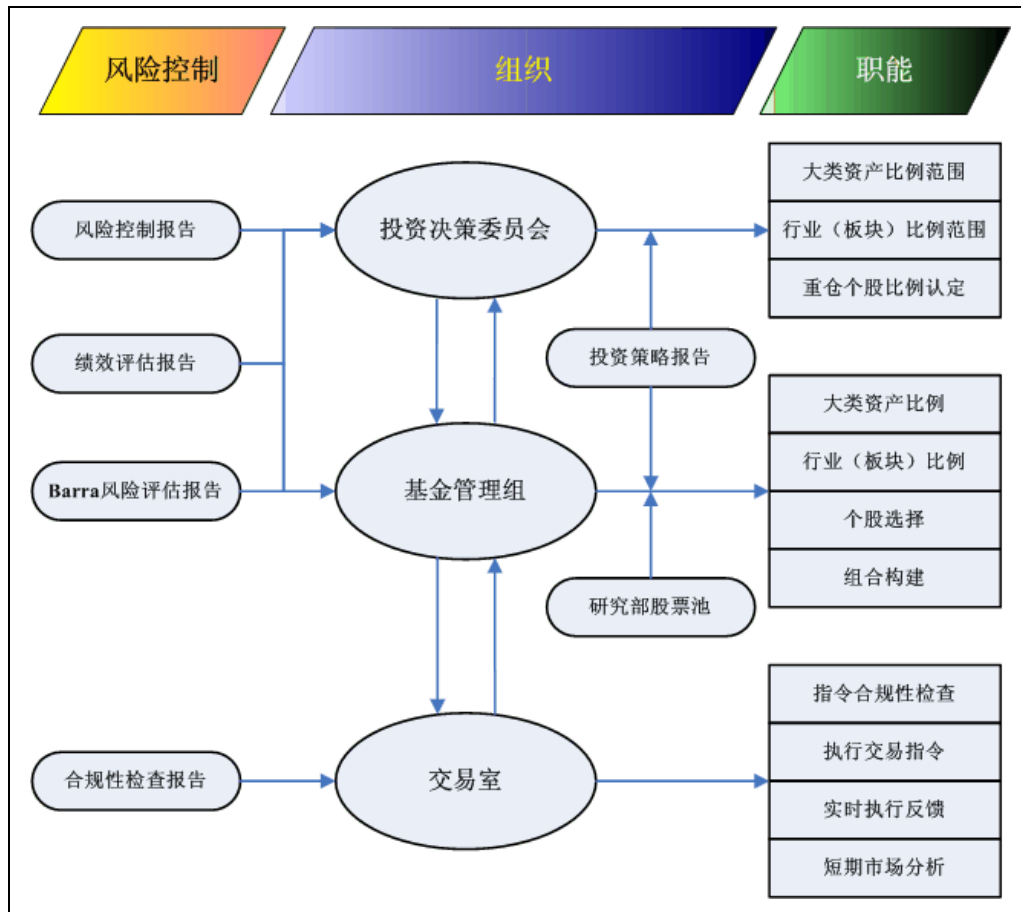 风险控制
组织
职能
风险控制报告
绩效评估报告
Barra风险评估报告
合规性检查报告
投资决策委员会
基金管理组
交易室
投资策略报告
研究部股票池
大类资产比例范围
行业（板块）比例范围
重仓个股比例认定
大类资产比例
行业（板块）比例
个股选择
组合构建
指令合规性检查
执行交易指令
实时执行反馈
短期市场分析